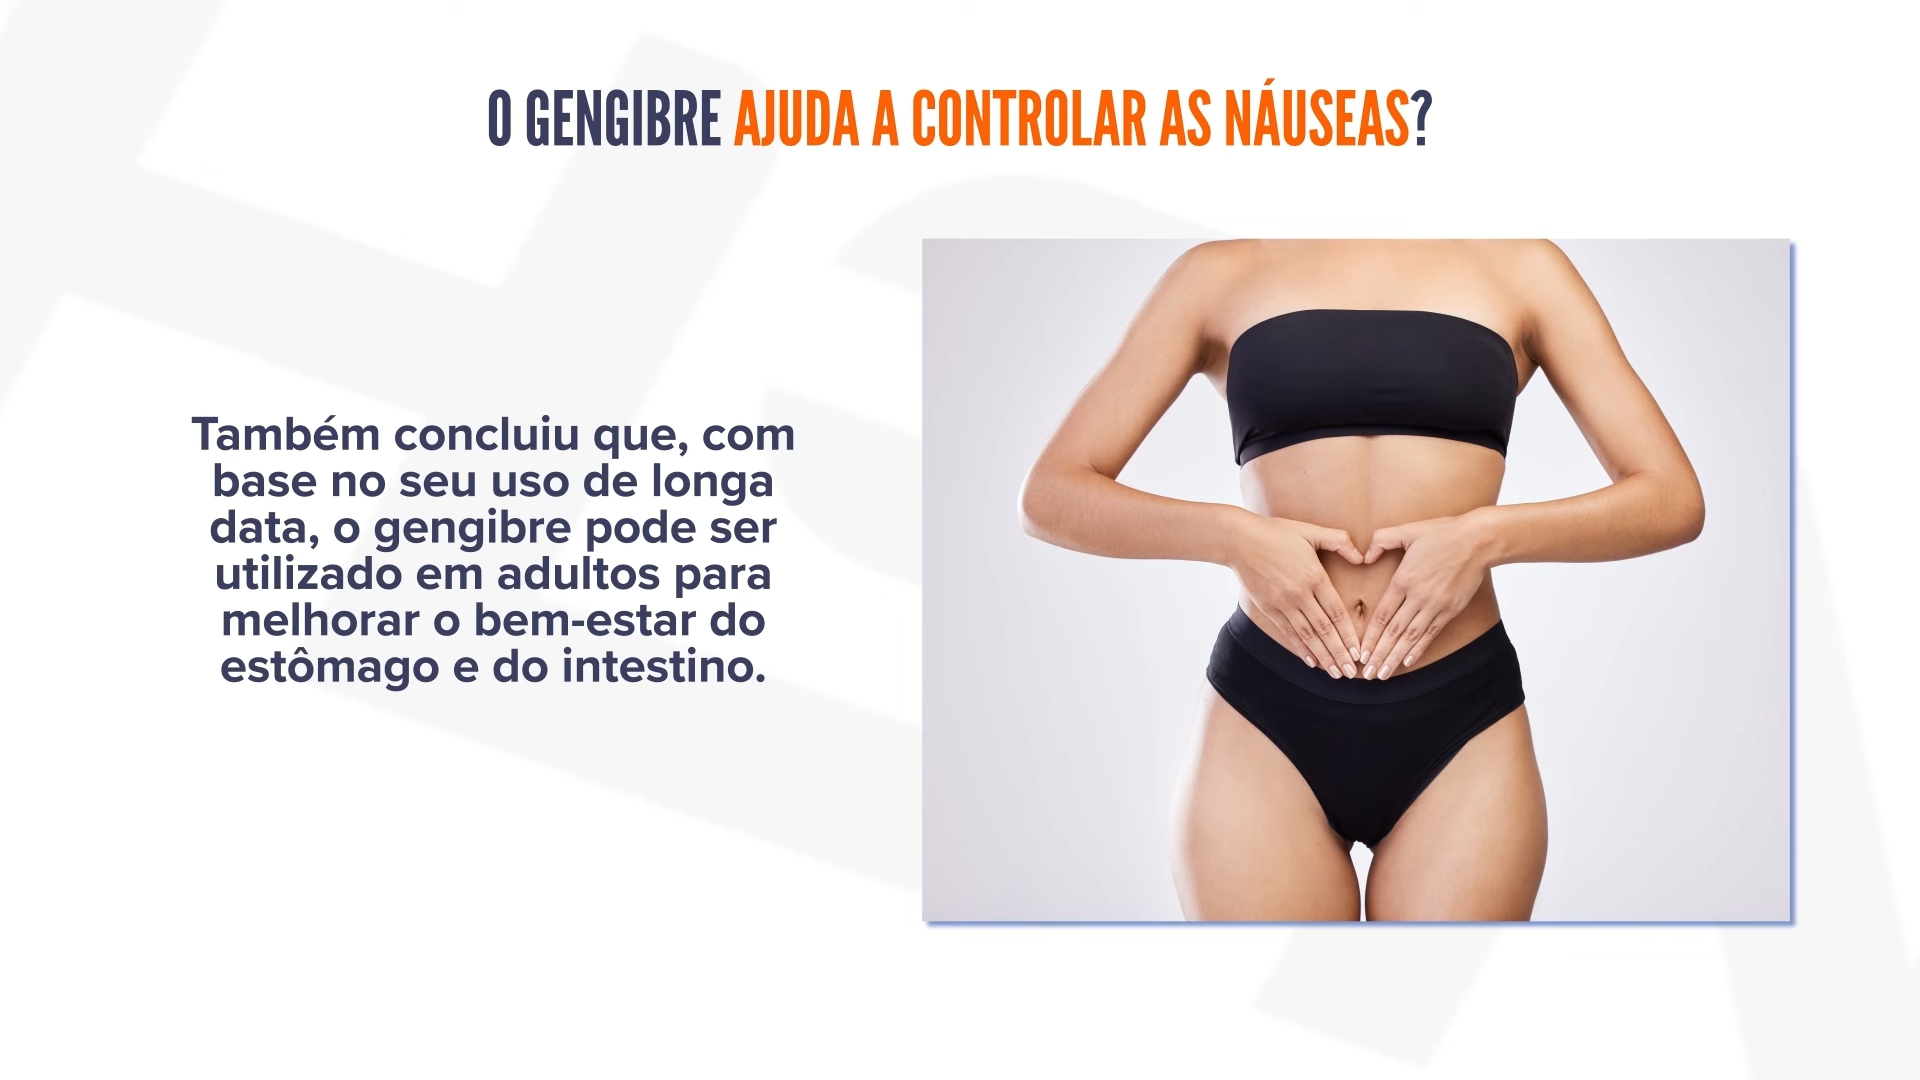 O GENGIBRE AJUDA A CONTROLAR AS NÁUSEAS?
Também concluiu que, com
base no seu uso de longa
data, o gengibre pode ser
utilizado em adultos para
melhorar o bem-estar do
estômago e do intestino.